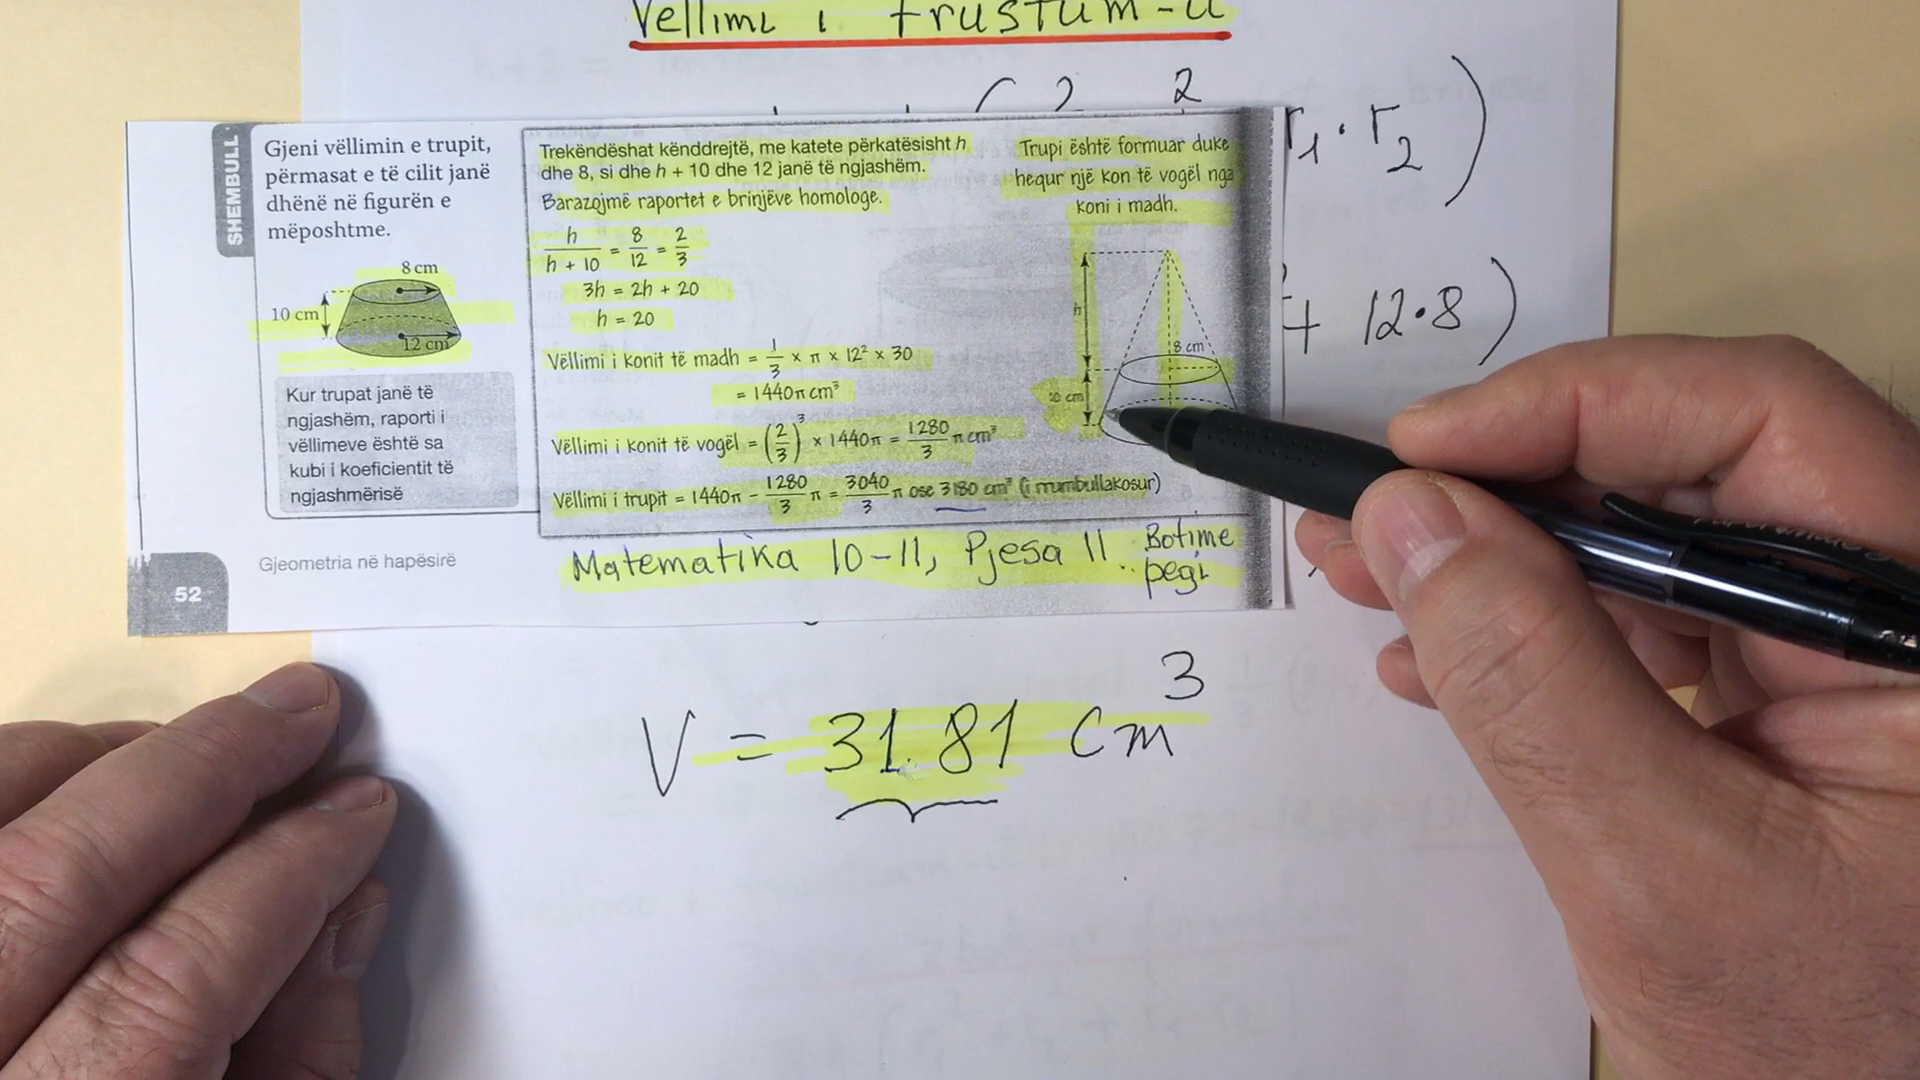 Vëllimi i frustum-it
2
r₁ · r₂ )
+ 12·8 )
SHEMBULL
Gjeni vëllimin e trupit,
përmasat e të cilit janë
dhënë në figurën e
mëposhtme.
8 cm
10 cm
12 cm
Kur trupat janë të
ngjashëm, raporti i
vëllimeve është sa
kubi i koeficientit të
ngjashmërisë
Trekëndëshat kënddrejtë, me katete përkatësisht h
dhe 8, si dhe h + 10 dhe 12 janë të ngjashëm.
Barazojmë raportet e brinjëve homologe.
h/(h + 10) = 8/12 = 2/3
3h = 2h + 20
h = 20
Vëllimi i konit të madh = 1/3 × π × 12² × 30
= 1440π cm³
Vëllimi i konit të vogël = (2/3)³ × 1440π = 1280/3 π cm³
Vëllimi i trupit = 1440π − 1280/3 π = 3040/3 π ose 3180 cm³ (i rrumbullakosur)
Trupi është formuar duke
hequr një kon të vogël nga
koni i madh.
h
8 cm
10 cm
Matematika 10-11, Pjesa II Botime
pegi
52
Gjeometria në hapësirë
V = 3181 cm³